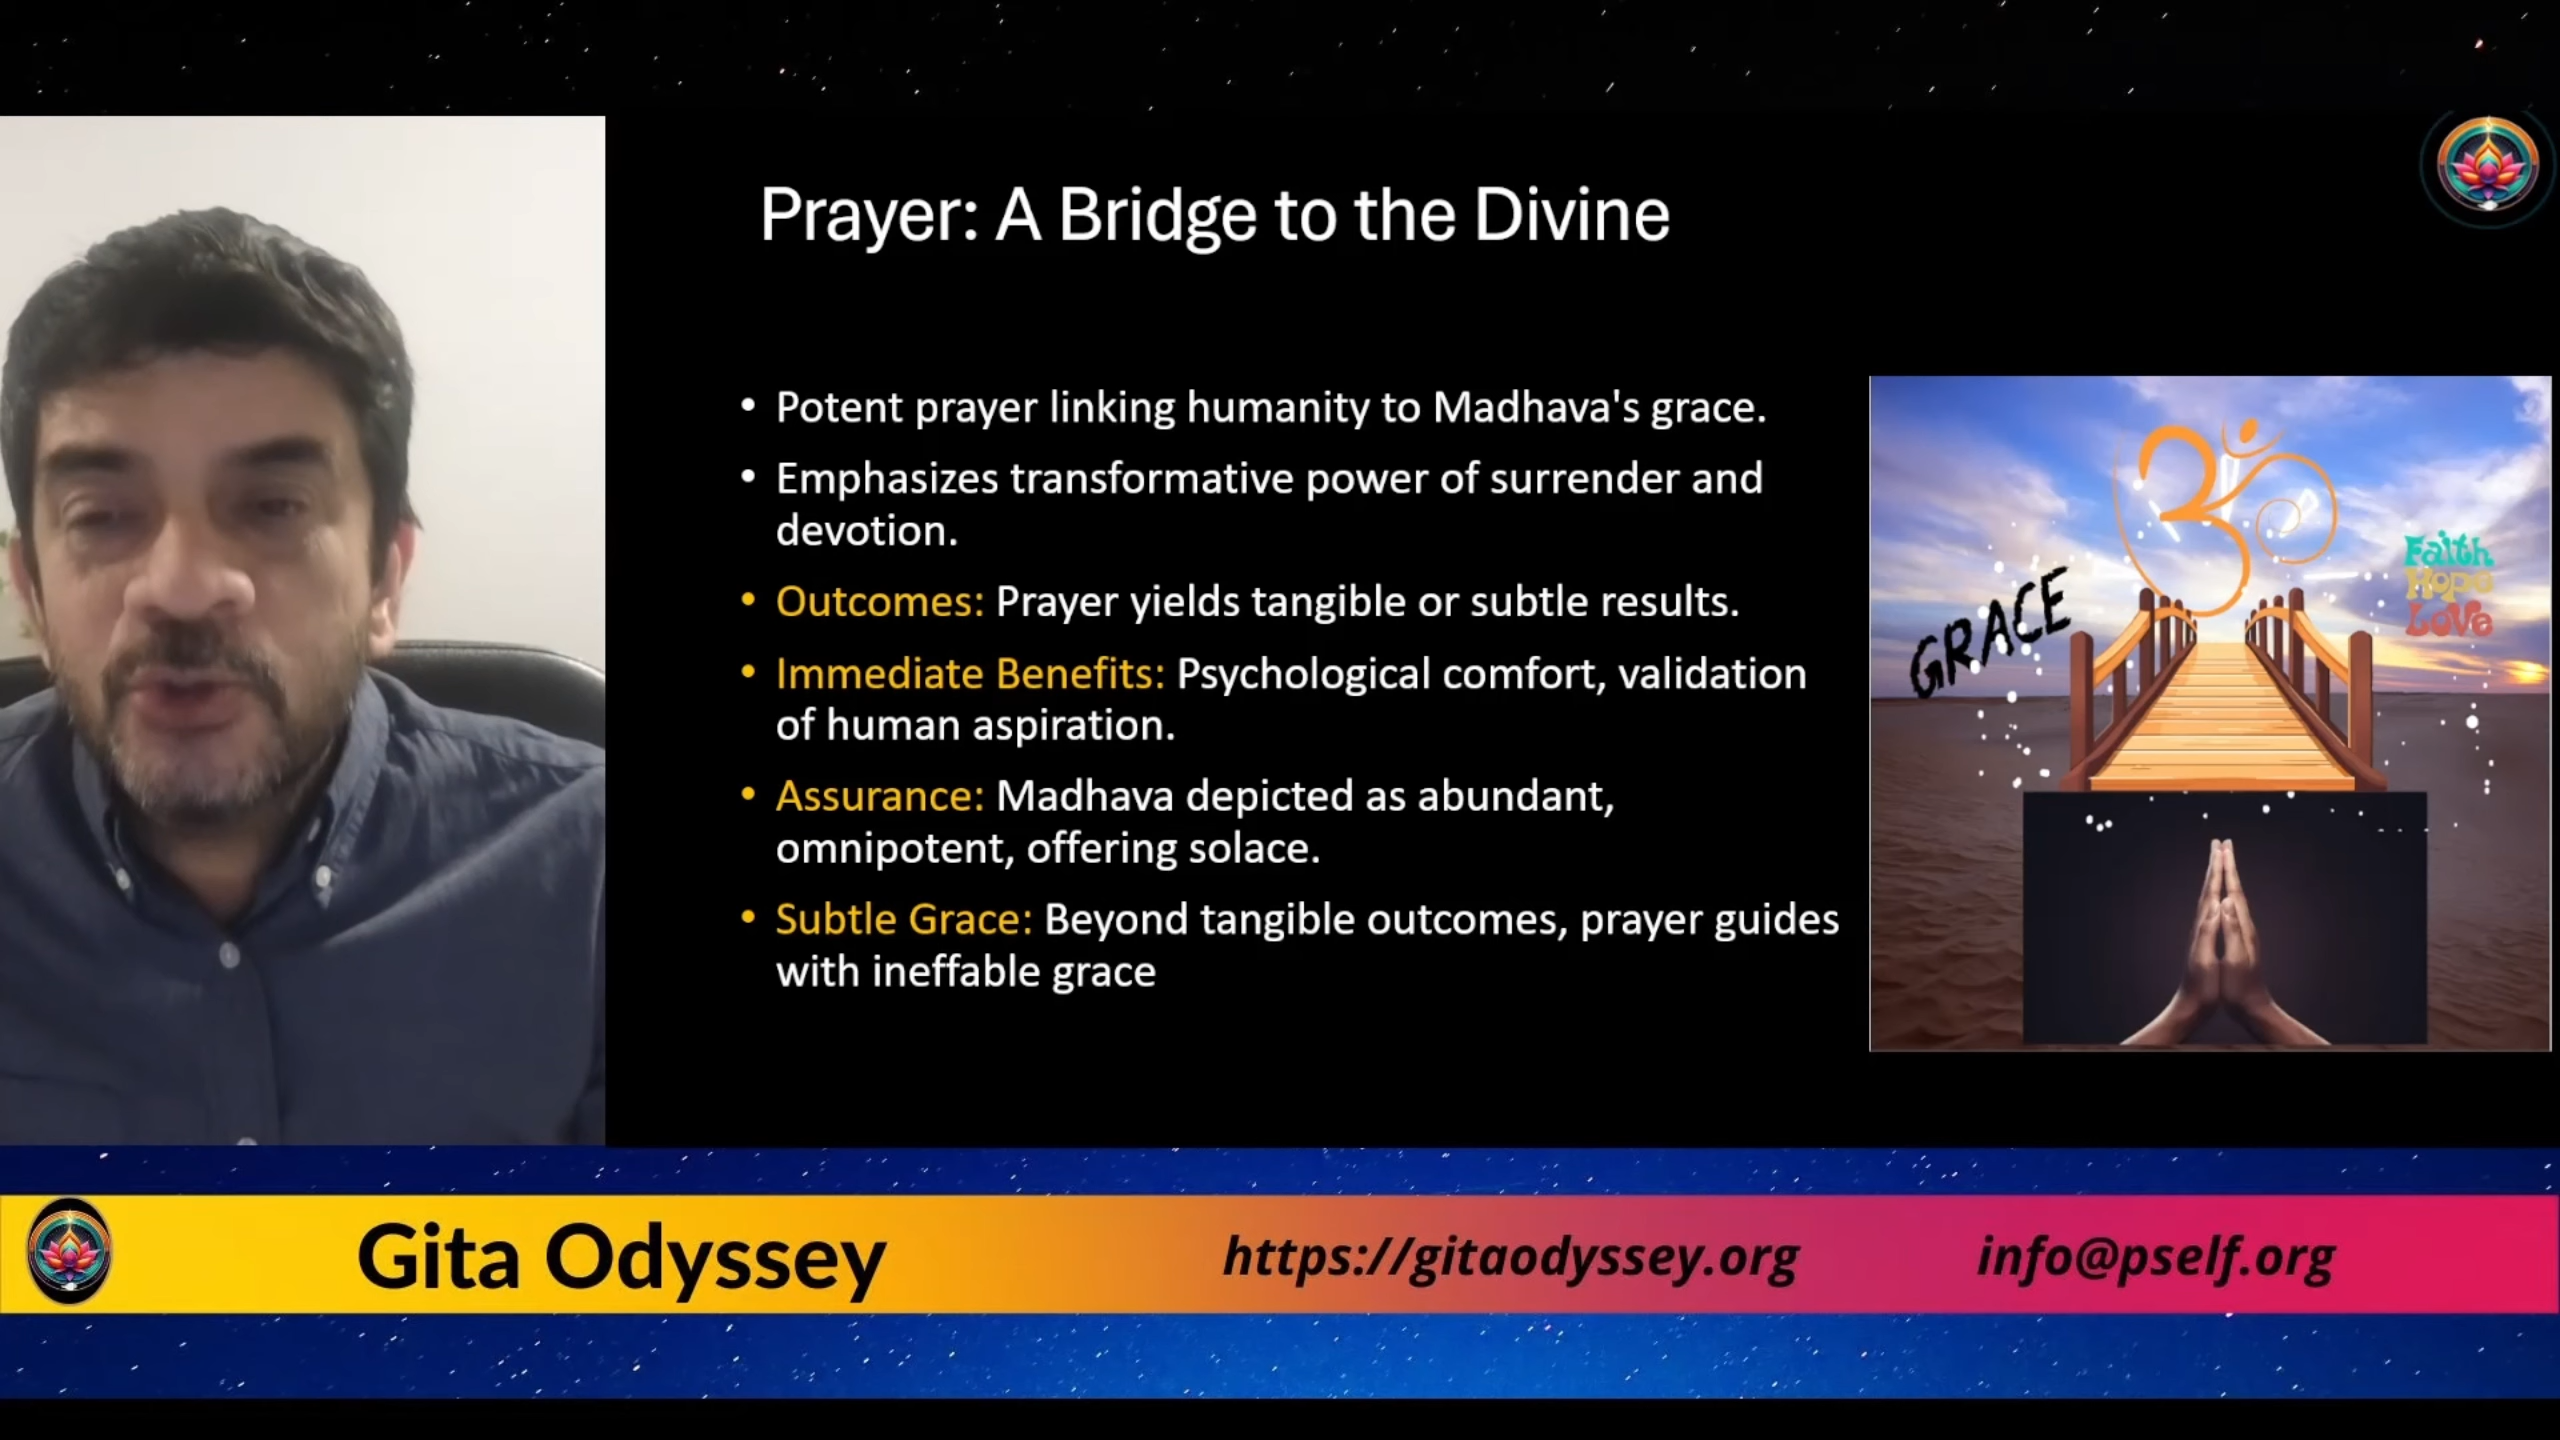 Prayer: A Bridge to the Divine
• Potent prayer linking humanity to Madhava's grace.
• Emphasizes transformative power of surrender and
devotion.
• Outcomes: Prayer yields tangible or subtle results.
• Immediate Benefits: Psychological comfort, validation
of human aspiration.
• Assurance: Madhava depicted as abundant,
omnipotent, offering solace.
• Subtle Grace: Beyond tangible outcomes, prayer guides
with ineffable grace
ॐ
GRACE
Faith
Hope
Love
Gita Odyssey
https://gitaodyssey.org
info@pself.org